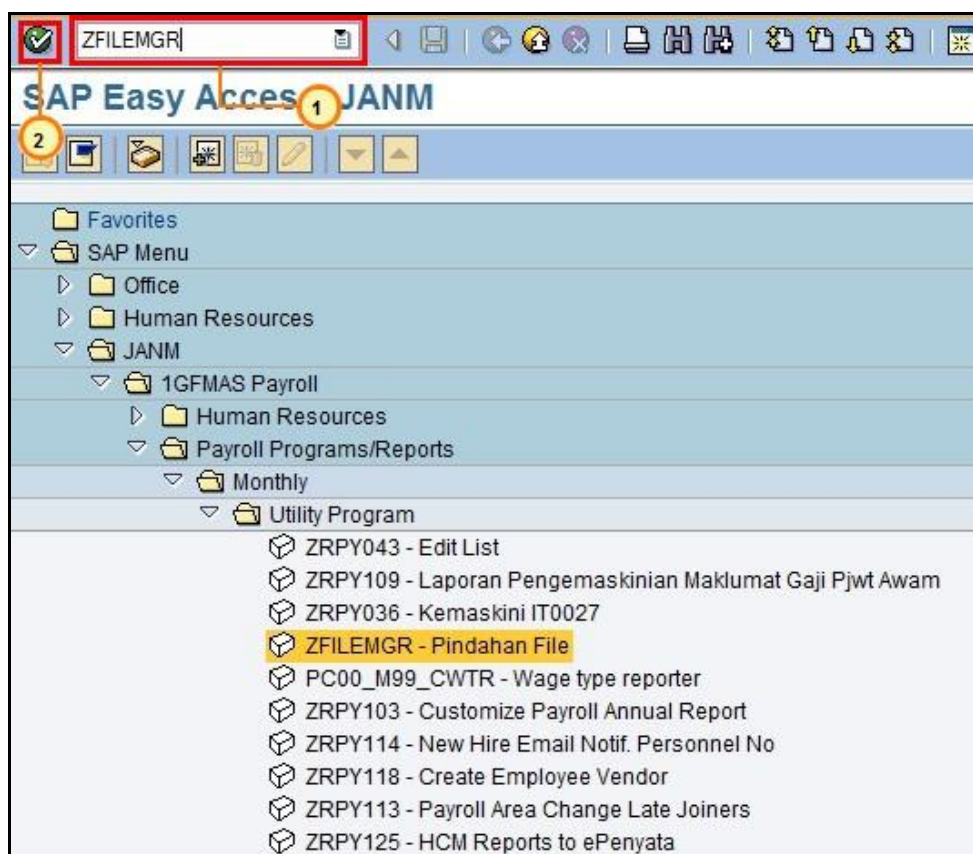 ZFILEMGR
SAP Easy Access JANM
1
2
Favorites
SAP Menu
Office
Human Resources
JANM
1GFMAS Payroll
Human Resources
Payroll Programs/Reports
Monthly
Utility Program
ZRPY043 - Edit List
ZRPY109 - Laporan Pengemaskinian Maklumat Gaji Pjwt Awam
ZRPY036 - Kemaskini IT0027
ZFILEMGR - Pindahan File
PC00_M99_CWTR - Wage type reporter
ZRPY103 - Customize Payroll Annual Report
ZRPY114 - New Hire Email Notif. Personnel No
ZRPY118 - Create Employee Vendor
ZRPY113 - Payroll Area Change Late Joiners
ZRPY125 - HCM Reports to ePenyata